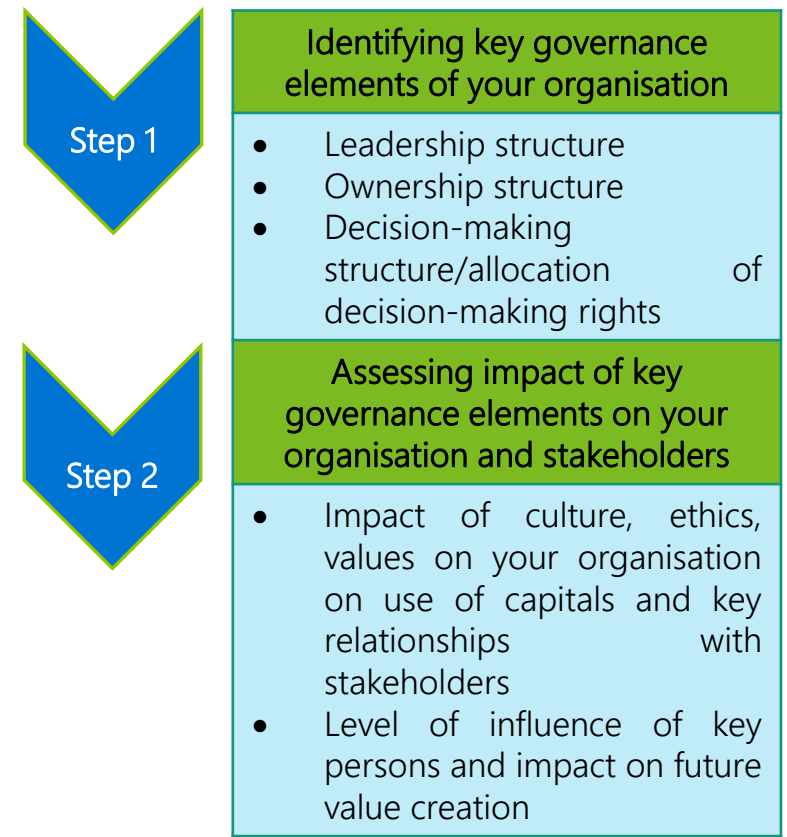 Step 1
Identifying key governance
elements of your organisation
• Leadership structure
• Ownership structure
• Decision-making
structure/allocation of
decision-making rights
Step 2
Assessing impact of key
governance elements on your
organisation and stakeholders
• Impact of culture, ethics,
values on your organisation
on use of capitals and key
relationships with
stakeholders
• Level of influence of key
persons and impact on future
value creation